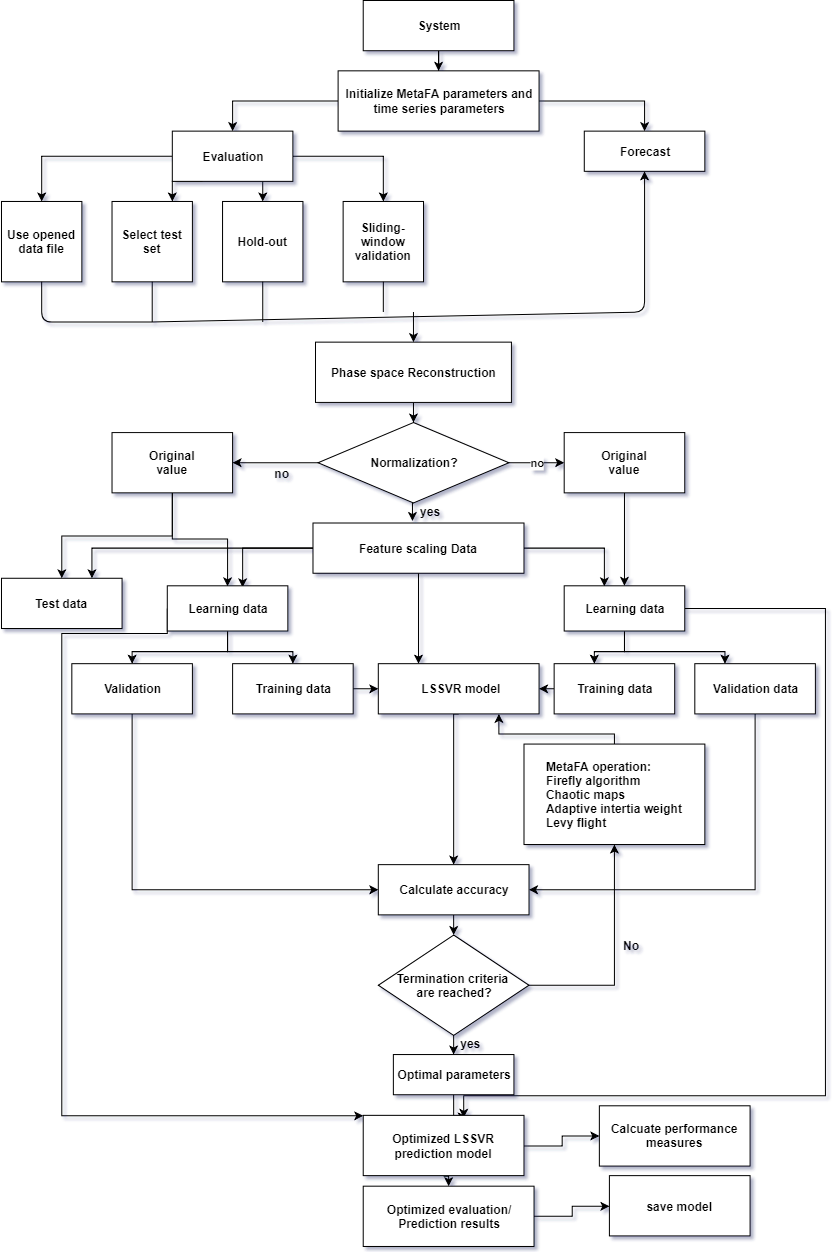 System
Initialize MetaFA parameters and
time series parameters
Evaluation
Forecast
Use opened
data file
Select test
set
Hold-out
Sliding-
window
validation
Phase space Reconstruction
Original
value
no
Normalization?
no
Original
value
yes
Feature scaling Data
Test data
Learning data
Learning data
Validation
Training data
LSSVR model
Training data
Validation data
MetaFA operation:
Firefly algorithm
Chaotic maps
Adaptive intertia weight
Levy flight
Calculate accuracy
No
Termination criteria
are reached?
yes
Optimal parameters
Optimized LSSVR
prediction model
Calcuate performance
measures
Optimized evaluation/
Prediction results
save model